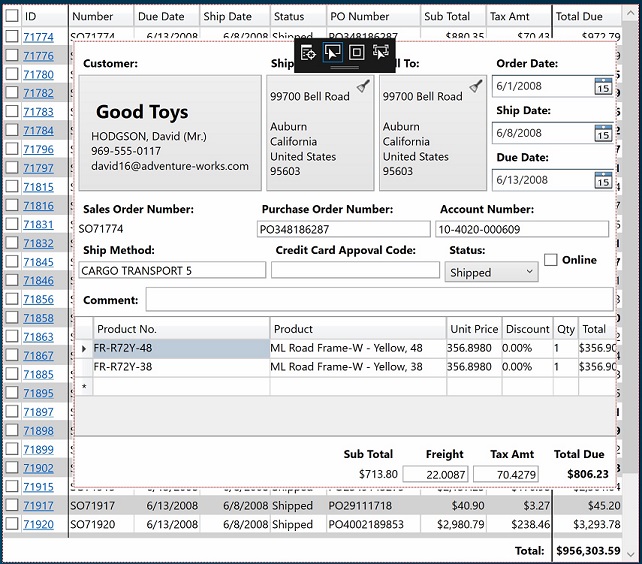 ID Number Due Date Ship Date Status PO Number Sub Total Tax Amt Total Due
71774 SO71774 6/13/2008 6/8/2008 Shipped PO348186287 $880.35 $70.43 $972.79
71776
71780
71782
71783
71784
71796
71797
71815
71816
71831
71832
71845
71846
71856
71858
71863
71867
71885
71895
71897
71898
71899
71902
71915
Customer:
Good Toys
HODGSON, David (Mr.)
969-555-0117
david16@adventure-works.com
Ship
99700 Bell Road
Auburn
California
United States
95603
ll To:
99700 Bell Road
Auburn
California
United States
95603
Order Date:
6/1/2008 15
Ship Date:
6/8/2008 15
Due Date:
6/13/2008 15
Sales Order Number: Purchase Order Number: Account Number:
SO71774 PO348186287 10-4020-000609
Ship Method: Credit Card Appoval Code: Status:
CARGO TRANSPORT 5 Shipped Online
Comment:
Product No. Product Unit Price Discount Qty Total
FR-R72Y-48 ML Road Frame-W - Yellow, 48 356.8980 0.00% 1 $356.90
FR-R72Y-38 ML Road Frame-W - Yellow, 38 356.8980 0.00% 1 $356.90
*
Sub Total Freight Tax Amt Total Due
$713.80 22.0087 70.4279 $806.23
71917 SO71917 6/13/2008 6/8/2008 Shipped PO29111718 $40.90 $3.27 $45.20
71920 SO71920 6/13/2008 6/8/2008 Shipped PO4002189853 $2,980.79 $238.46 $3,293.78
Total: $956,303.59